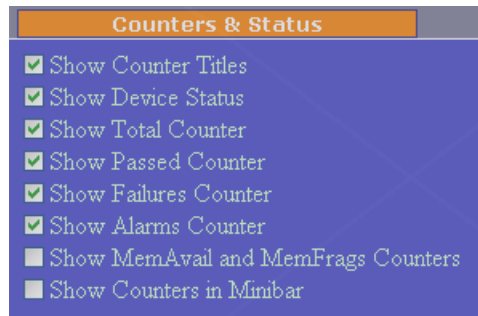 Counters & Status
Show Counter Titles
Show Device Status
Show Total Counter
Show Passed Counter
Show Failures Counter
Show Alarms Counter
Show MemAvail and MemFrags Counters
Show Counters in Minibar